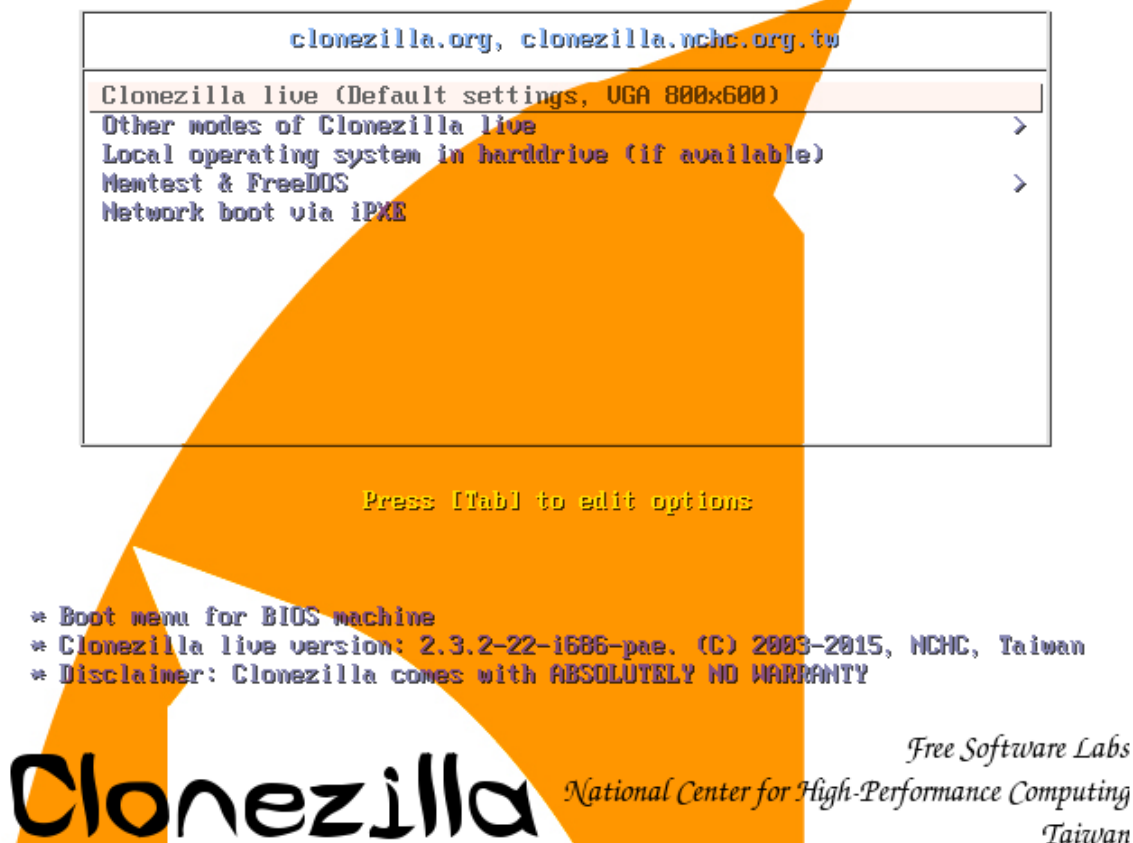 clonezilla.org, clonezilla.nchc.org.tw
Clonezilla live (Default settings, VGA 800x600)
Other modes of Clonezilla live >
Local operating system in harddrive (if available)
Memtest & FreeDOS >
Network boot via iPXE
Press [Tab] to edit options
* Boot menu for BIOS machine
* Clonezilla live version: 2.3.2-22-i686-pae. (C) 2003-2015, NCHC, Taiwan
* Disclaimer: Clonezilla comes with ABSOLUTELY NO WARRANTY
Clonezilla
Free Software Labs
National Center for High-Performance Computing
Taiwan